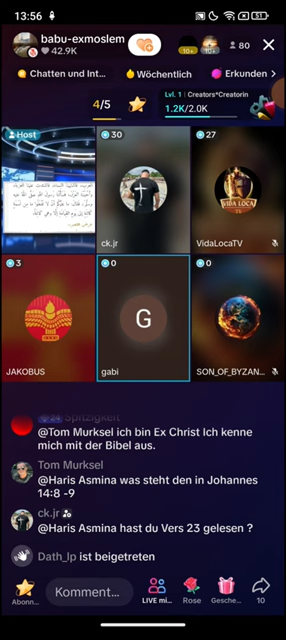 13:56
51
babu-exmoslem
42.9K
10+
10+
80
Chatten und Int...
Wöchentlich
Erkunden
4/5
Lvl. 1 | Creators*Creatorin
1.2K/2.0K
Host
30
27
ck.jr
VIDA LOCA
VidaLocaTV
3
0
0
JAKOBUS
G
gabi
SON_OF_BYZAN...
Spitzigkeit
@Tom Murksel ich bin Ex Christ Ich kenne
mich mit der Bibel aus.
Tom Murksel
@Haris Asmina was steht den in Johannes
14:8 -9
ck.jr
@Haris Asmina hast du Vers 23 gelesen ?
Dath_lp ist beigetreten
Abonn...
Komment...
LIVE mi...
Rose
Gesche...
10